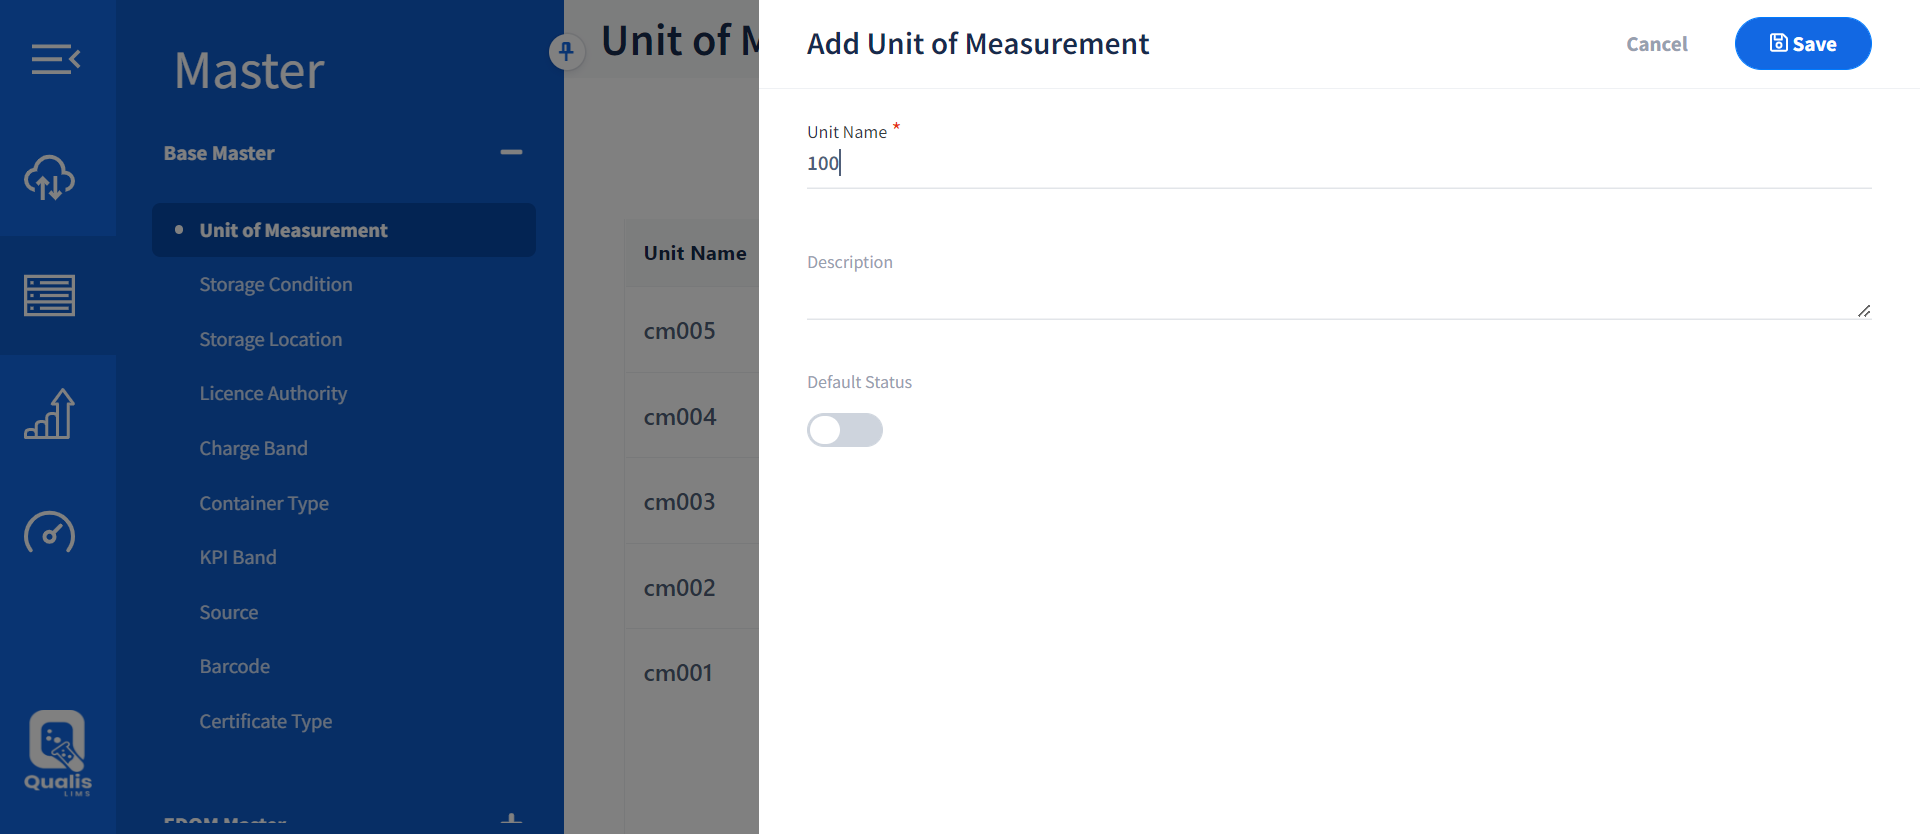 Master
Base Master
Unit of Measurement
Storage Condition
Storage Location
Licence Authority
Charge Band
Container Type
KPI Band
Source
Barcode
Certificate Type
Qualis
LIMS
Unit of
Unit Name
cm005
cm004
cm003
cm002
cm001
Add Unit of Measurement
Cancel
Save
Unit Name *
100
Description
Default Status